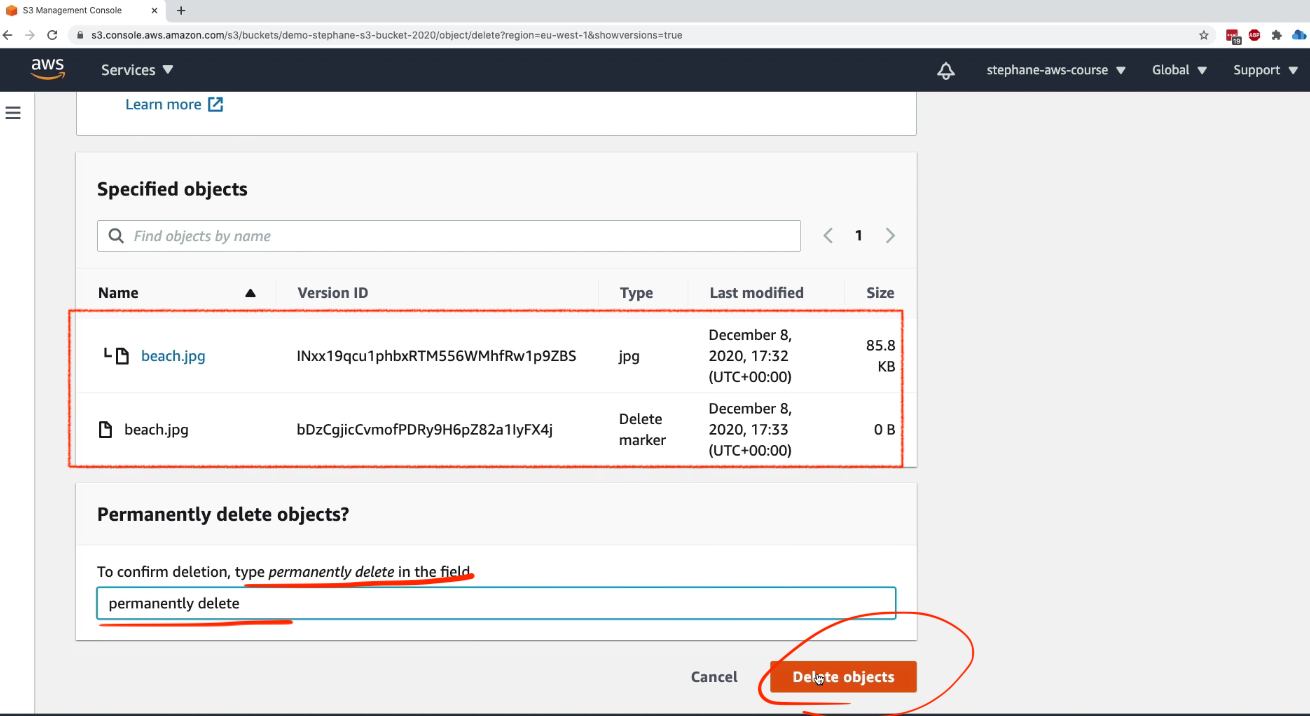 S3 Management Console
s3.console.aws.amazon.com/s3/buckets/demo-stephane-s3-bucket-2020/object/delete?region=eu-west-1&showversions=true
19
ABP
aws
Services
stephane-aws-course
Global
Support
Learn more
Specified objects
Find objects by name
1
Name
Version ID
Type
Last modified
Size
beach.jpg
INxx19qcu1phbxRTM556WMhfRw1p9ZBS
jpg
December 8,
2020, 17:32
(UTC+00:00)
85.8
KB
beach.jpg
bDzCgjicCvmofPDRy9H6pZ82a1IyFX4j
Delete
marker
December 8,
2020, 17:33
(UTC+00:00)
0 B
Permanently delete objects?
To confirm deletion, type permanently delete in the field.
permanently delete
Cancel
Delete objects